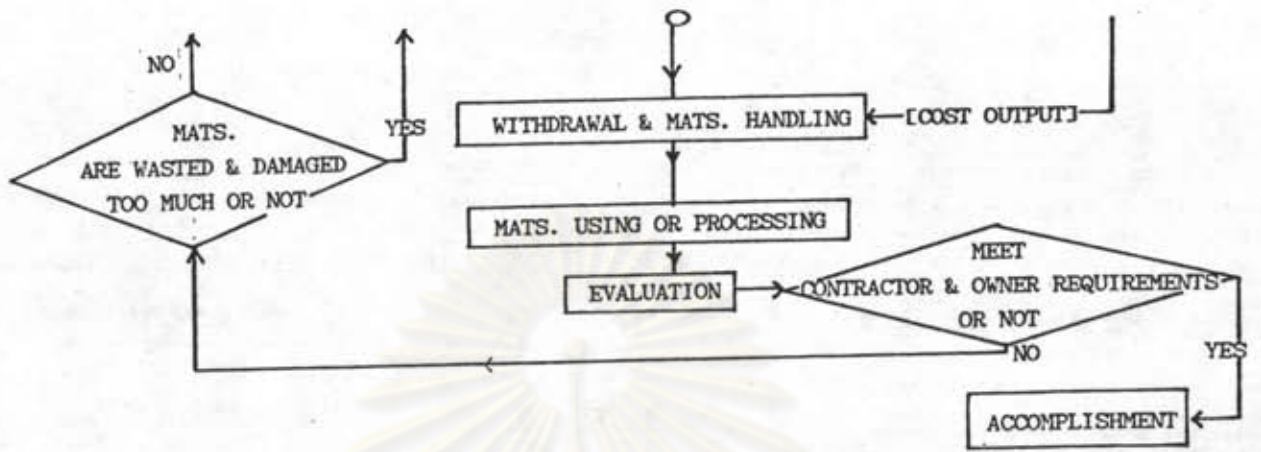 NO
YES
MATS.
ARE WASTED & DAMAGED
TOO MUCH OR NOT
WITHDRAWAL & MATS. HANDLING
[COST OUTPUT]
MATS. USING OR PROCESSING
EVALUATION
MEET
CONTRACTOR & OWNER REQUIREMENTS
OR NOT
NO
YES
ACCOMPLISHMENT